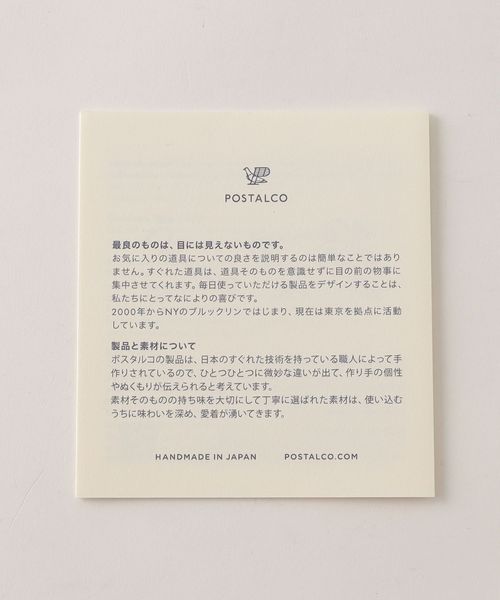 POSTALCO
最良のものは、目には見えないものです。
お気に入りの道具についての良さを説明するのは簡単なことではあり
ません。すぐれた道具は、道具そのものを意識せずに目の前の物事に
集中させてくれます。毎日使っていただける製品をデザインすることは、
私たちにとってなによりの喜びです。
2000年からNYのブルックリンではじまり、現在は東京を拠点に活動
しています。
製品と素材について
ポスタルコの製品は、日本のすぐれた技術を持っている職人によって手
作りされているので、ひとつひとつに微妙な違いが出て、作り手の個性
やぬくもりが伝えられると考えています。
素材そのものの持ち味を大切にして丁寧に選ばれた素材は、使い込む
うちに味わいを深め、愛着が湧いてきます。
HANDMADE IN JAPAN POSTALCO.COM